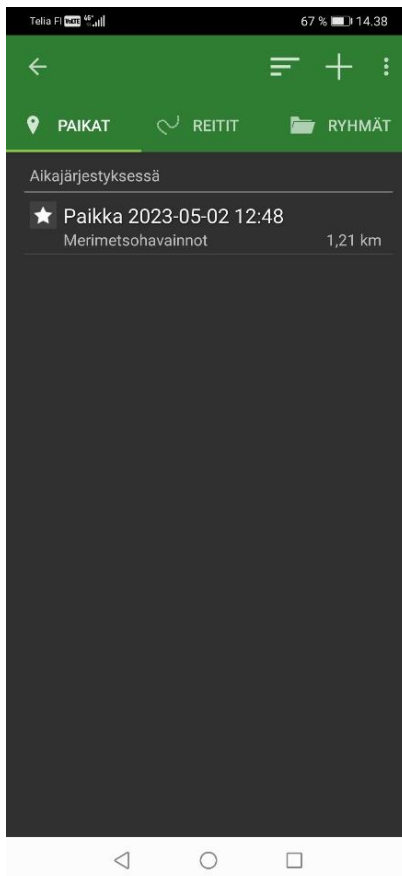 Telia FI VoLTE 4G 67 % 14.38
PAIKAT REITIT RYHMÄT
Aikajärjestyksessä
Paikka 2023-05-02 12:48
Merimetsohavainnot 1,21 km